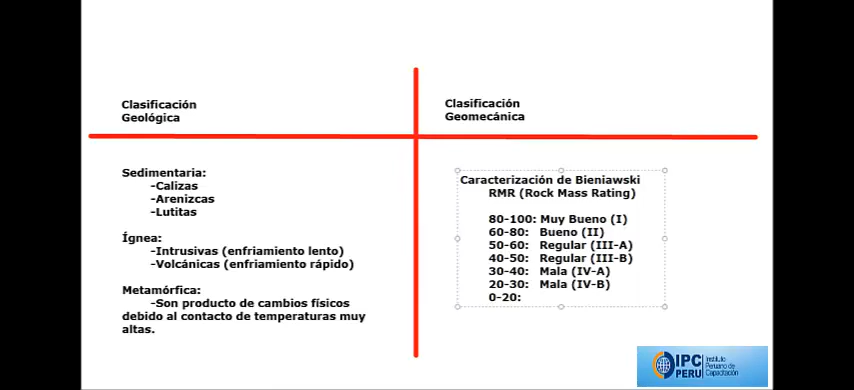 Clasificación
Geológica
Clasificación
Geomecánica
Sedimentaria:
-Calizas
-Arenizcas
-Lutitas
Ígnea:
-Intrusivas (enfriamiento lento)
-Volcánicas (enfriamiento rápido)
Metamórfica:
-Son producto de cambios físicos
debido al contacto de temperaturas muy
altas.
Caracterización de Bieniawski
RMR (Rock Mass Rating)
80-100: Muy Bueno (I)
60-80: Bueno (II)
50-60: Regular (III-A)
40-50: Regular (III-B)
30-40: Mala (IV-A)
20-30: Mala (IV-B)
0-20:
IPC
PERU
Instituto
Peruano de
Capacitación